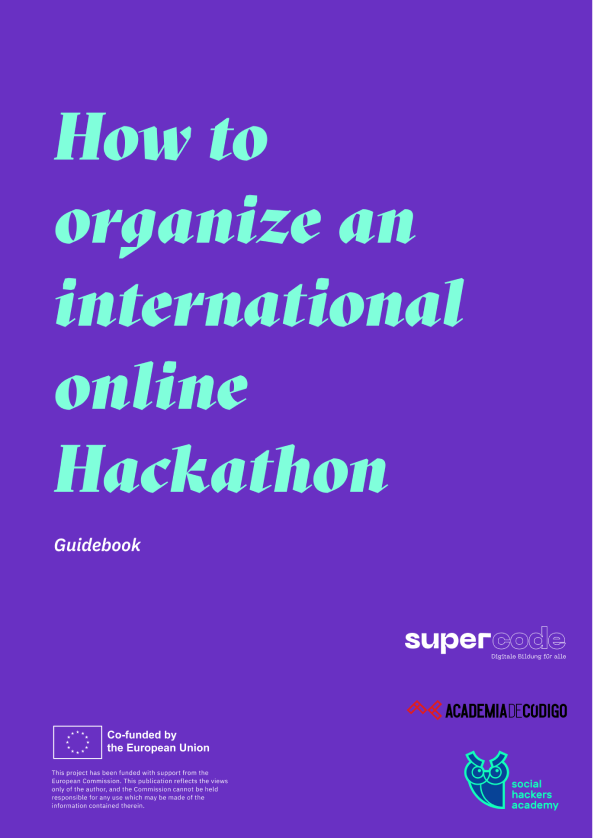 How to
organize an
international
online
Hackathon
Guidebook
supercode
Digitale Bildung für alle
ACADEMIADECODIGO
Co-funded by
the European Union
This project has been funded with support from the
European Commission. This publication reflects the views
only of the author, and the Commission cannot be held
responsible for any use which may be made of the
information contained therein.
social
hackers
academy